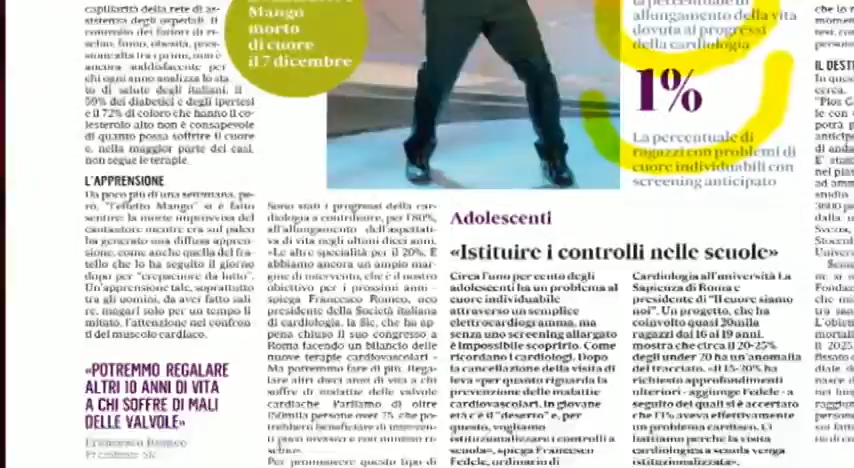 capillarità della rete di as-
sistenza degli ospedali. Il
controllo dei fattori di ri-
schio, fumo, obesità, pres-
sione alta tra i primi, non è
ancora soddisfacente per
chi ogni anno analizza lo sta-
to di salute degli italiani. Il
59% dei diabetici e degli ipertesi
e il 72% di coloro che hanno il co-
lesterolo alto non è consapevole
di quanto possa soffrire il cuore
e, nella maggior parte dei casi,
non segue le terapie.
L'APPRENSIONE
Da poco più di una settimana, pe-
rò, "l'effetto Mango" si è fatto
sentire: la morte improvvisa del
cantautore mentre era sul palco
ha generato una diffusa appren-
sione, come anche quella del fra-
tello che lo ha seguito il giorno
dopo per "crepacuore da lutto".
Un'apprensione tale, soprattutto
tra gli uomini, da aver fatto sali-
re, magari solo per un tempo li-
mitato, l'attenzione nei confron-
ti del muscolo cardiaco.
«POTREMMO REGALARE
ALTRI 10 ANNI DI VITA
A CHI SOFFRE DI MALI
DELLE VALVOLE»
Francesco Romeo
Presidente Sic
Mango
morto
di cuore
il 7 dicembre
Sono stati i progressi della car-
diologia a contribuire, per l'80%,
all'allungamento dell'aspettati-
va di vita negli ultimi dieci anni.
«Le altre specialità per il 20%. E
abbiamo ancora un ampio mar-
gine di intervento, che è il nostro
obiettivo per i prossimi anni -
spiega Francesco Romeo, neo
presidente della Società italiana
di cardiologia, la Sic, che ha ap-
pena chiuso il suo congresso a
Roma facendo un bilancio delle
nuove terapie cardiovascolari -
Ma potremmo fare di più. Rega-
lare altri dieci anni di vita a chi
soffre di malattie delle valvole
cardiache. Parliamo di oltre
150mila persone over 75 che po-
trebbero beneficiare di interven-
ti poco invasivi e con minimo ri-
schio».
Per promuovere questo tipo di
la percentuale di
allungamento della vita
dovuta ai progressi
della cardiologia
1%
La percentuale di
ragazzi con problemi di
cuore individuabili con
screening anticipato
Adolescenti
«Istituire i controlli nelle scuole»
Circa l'uno per cento degli
adolescenti ha un problema al
cuore individuabile
attraverso un semplice
elettrocardiogramma, ma
senza uno screening allargato
è impossibile scoprirlo. Come
ricordano i cardiologi. Dopo
la cancellazione della visita di
leva «per quanto riguarda la
prevenzione delle malattie
cardiovascolari, in giovane
età c'è il "deserto" e, per
questo, vogliamo
istituzionalizzare i controlli a
scuola», spiega Francesco
Fedele, ordinario di
Cardiologia all'università La
Sapienza di Roma e
presidente di "Il cuore siamo
noi". Un progetto, che ha
coinvolto quasi 20mila
ragazzi dai 16 ai 19 anni,
mostra che circa il 20-25%
degli under 20 ha un'anomalia
del tracciato. «Il 15-20% ha
richiesto approfondimenti
ulteriori - aggiunge Fedele - a
seguito dei quali si è accertato
che l'1% aveva effettivamente
un problema cardiaco. Ci
battiamo perché la visita
cardiologica a scuola venga
istituzionalizzata».
IL DESTI